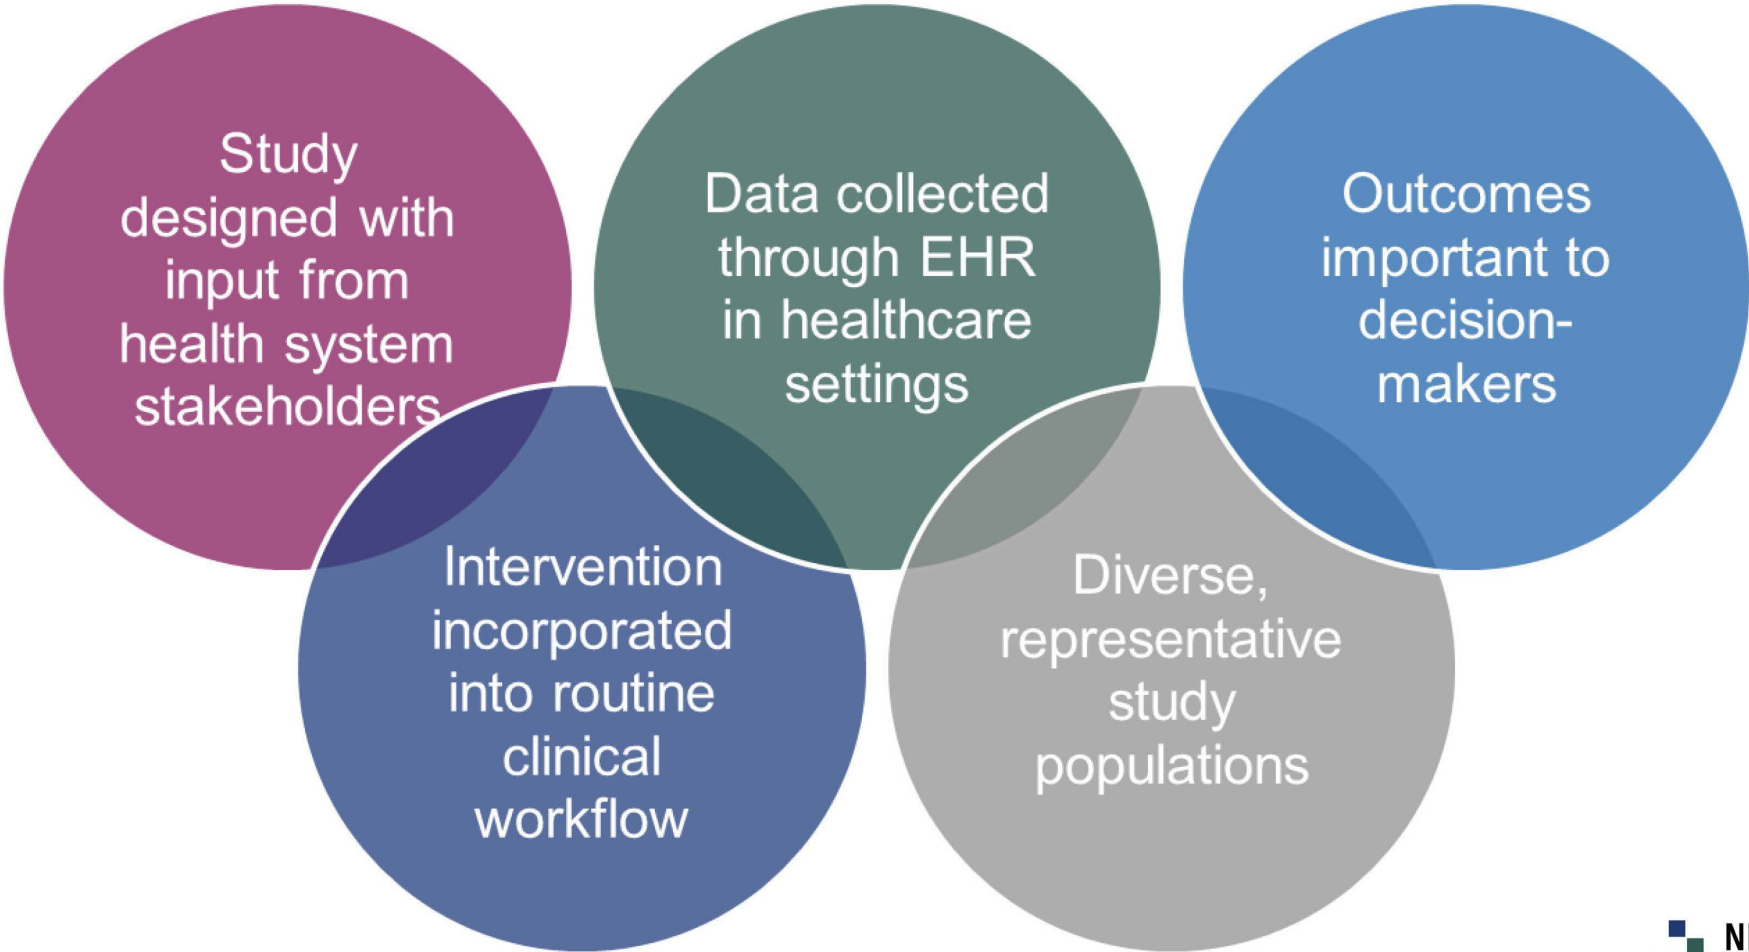 Study
designed with
input from
health system
stakeholders
Data collected
through EHR
in healthcare
settings
Outcomes
important to
decision-
makers
Intervention
incorporated
into routine
clinical
workflow
Diverse,
representative
study
populations